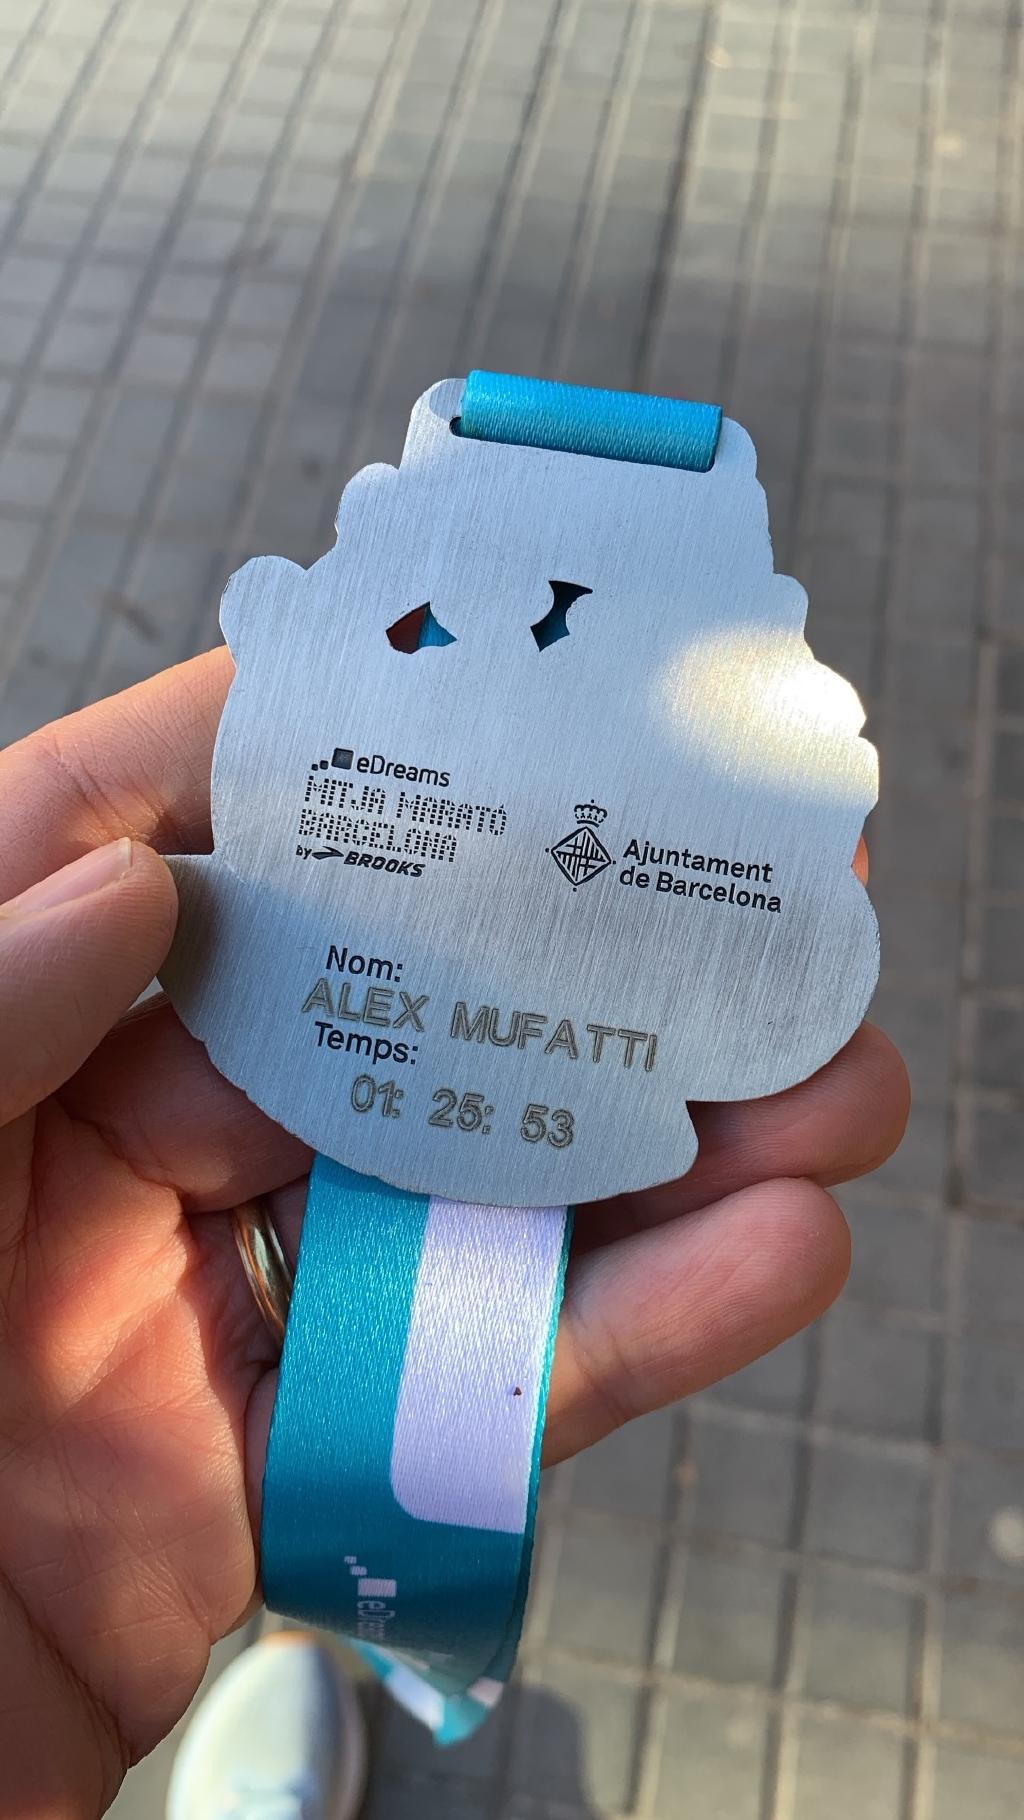 eDreams
MITJA MARATÓ
BARCELONA
by BROOKS
Ajuntament
de Barcelona
Nom:
ALEX MUFATTI
Temps:
01: 25: 53